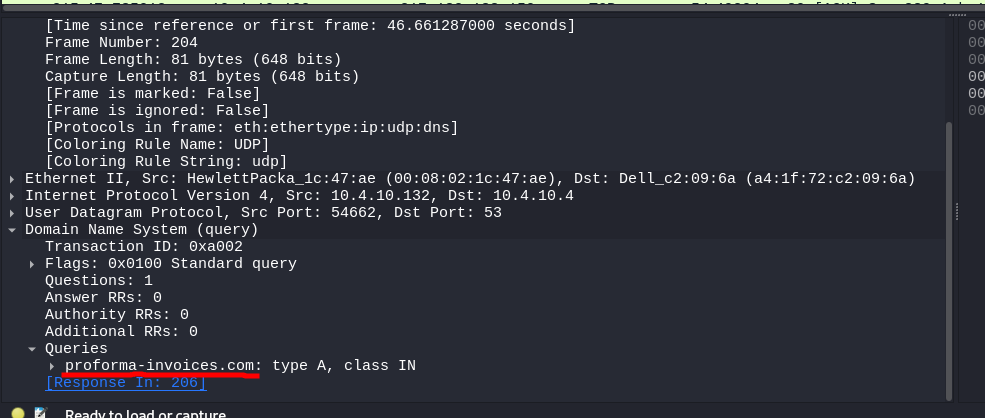 [Time since reference or first frame: 46.661287000 seconds]
Frame Number: 204
Frame Length: 81 bytes (648 bits)
Capture Length: 81 bytes (648 bits)
[Frame is marked: False]
[Frame is ignored: False]
[Protocols in frame: eth:ethertype:ip:udp:dns]
[Coloring Rule Name: UDP]
[Coloring Rule String: udp]
Ethernet II, Src: HewlettPacka_1c:47:ae (00:08:02:1c:47:ae), Dst: Dell_c2:09:6a (a4:1f:72:c2:09:6a)
Internet Protocol Version 4, Src: 10.4.10.132, Dst: 10.4.10.4
User Datagram Protocol, Src Port: 54662, Dst Port: 53
Domain Name System (query)
Transaction ID: 0xa002
Flags: 0x0100 Standard query
Questions: 1
Answer RRs: 0
Authority RRs: 0
Additional RRs: 0
Queries
proforma-invoices.com: type A, class IN
[Response In: 206]
00
00
00
00
00
00
Ready to load or capture